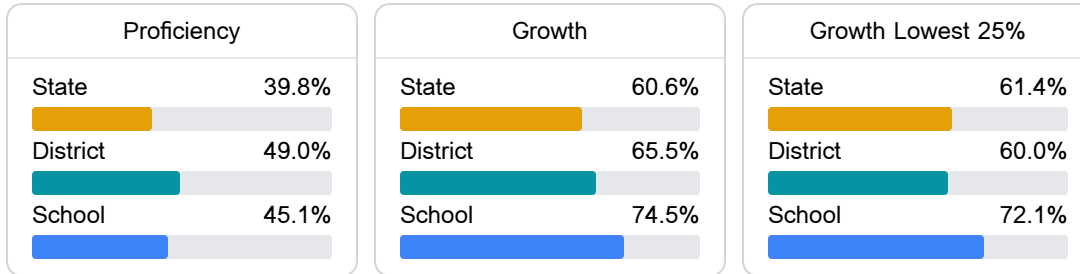 Proficiency
State 39.8%
District 49.0%
School 45.1%
Growth
State 60.6%
District 65.5%
School 74.5%
Growth Lowest 25%
State 61.4%
District 60.0%
School 72.1%